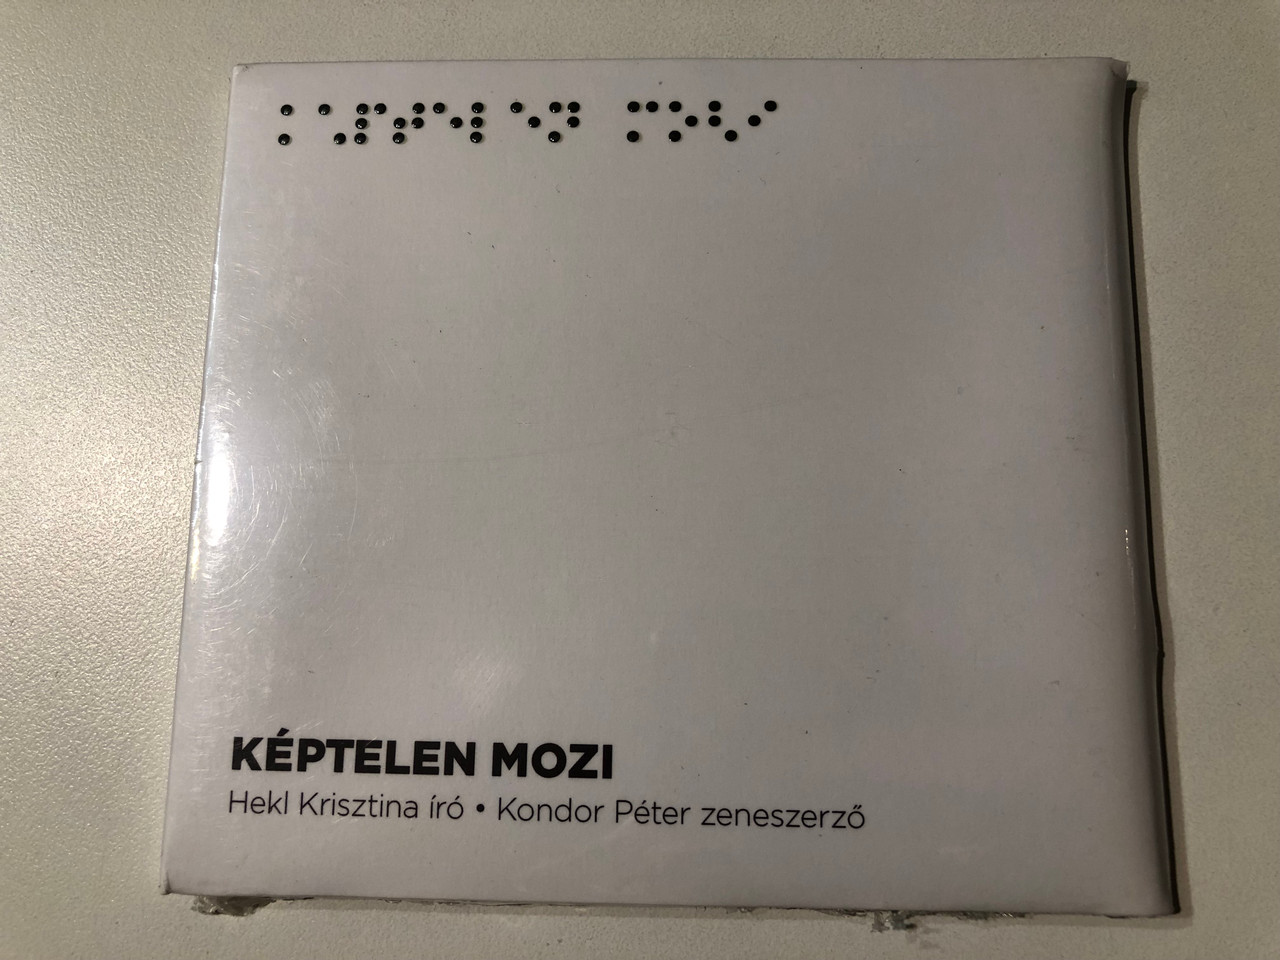 ⠅⠡⠏⠞⠑⠇⠑⠝ ⠍⠕⠣⠊
KÉPTELEN MOZI
Hekl Krisztina író • Kondor Péter zeneszerző